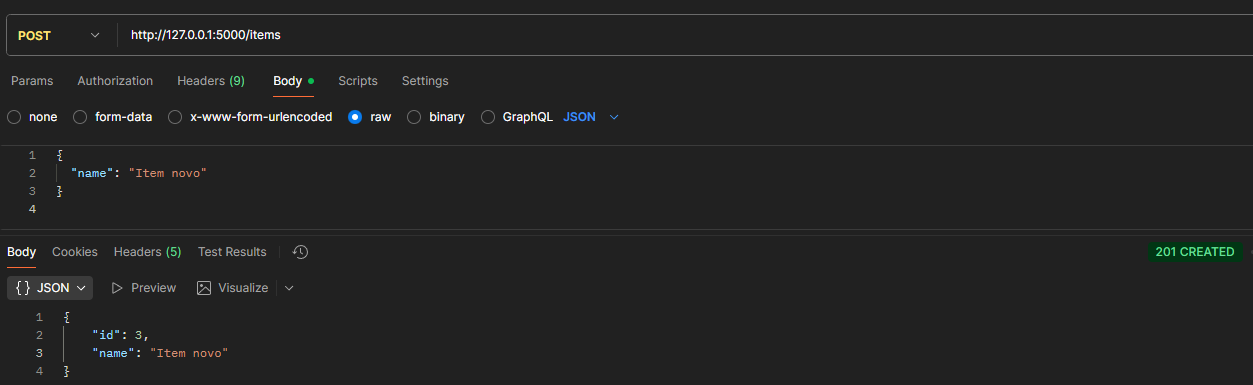 POST http://127.0.0.1:5000/items
Params Authorization Headers (9) Body Scripts Settings
none form-data x-www-form-urlencoded raw binary GraphQL JSON
1 {
2 "name": "Item novo"
3 }
4
Body Cookies Headers (5) Test Results 201 CREATED
{} JSON Preview Visualize
1 {
2 "id": 3,
3 "name": "Item novo"
4 }